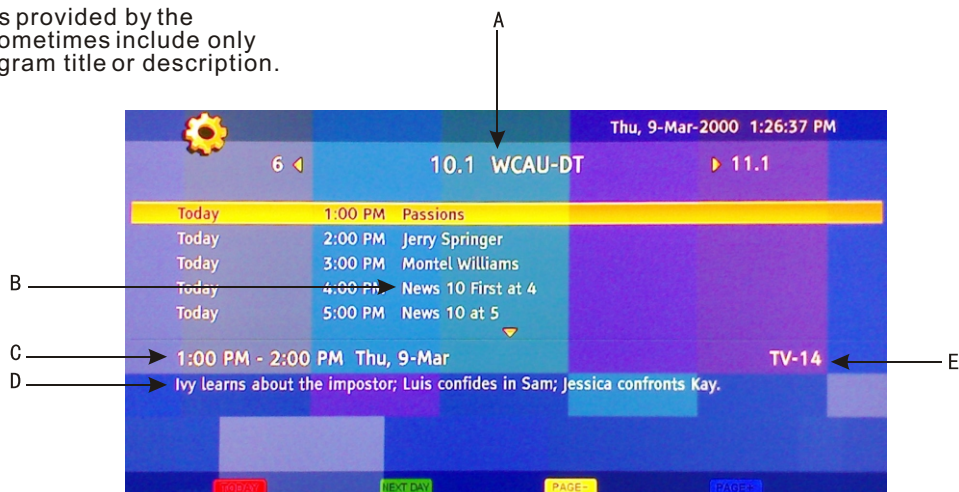 s provided by the
ometimes include only
gram title or description.
A
Thu, 9-Mar-2000 1:26:37 PM
6 10.1 WCAU-DT 11.1
Today 1:00 PM Passions
Today 2:00 PM Jerry Springer
Today 3:00 PM Montel Williams
B
Today 4:00 PM News 10 First at 4
Today 5:00 PM News 10 at 5
C
1:00 PM - 2:00 PM Thu, 9-Mar TV-14
E
D
Ivy learns about the impostor; Luis confides in Sam; Jessica confronts Kay.
TODAY NEXT DAY PAGE- PAGE+